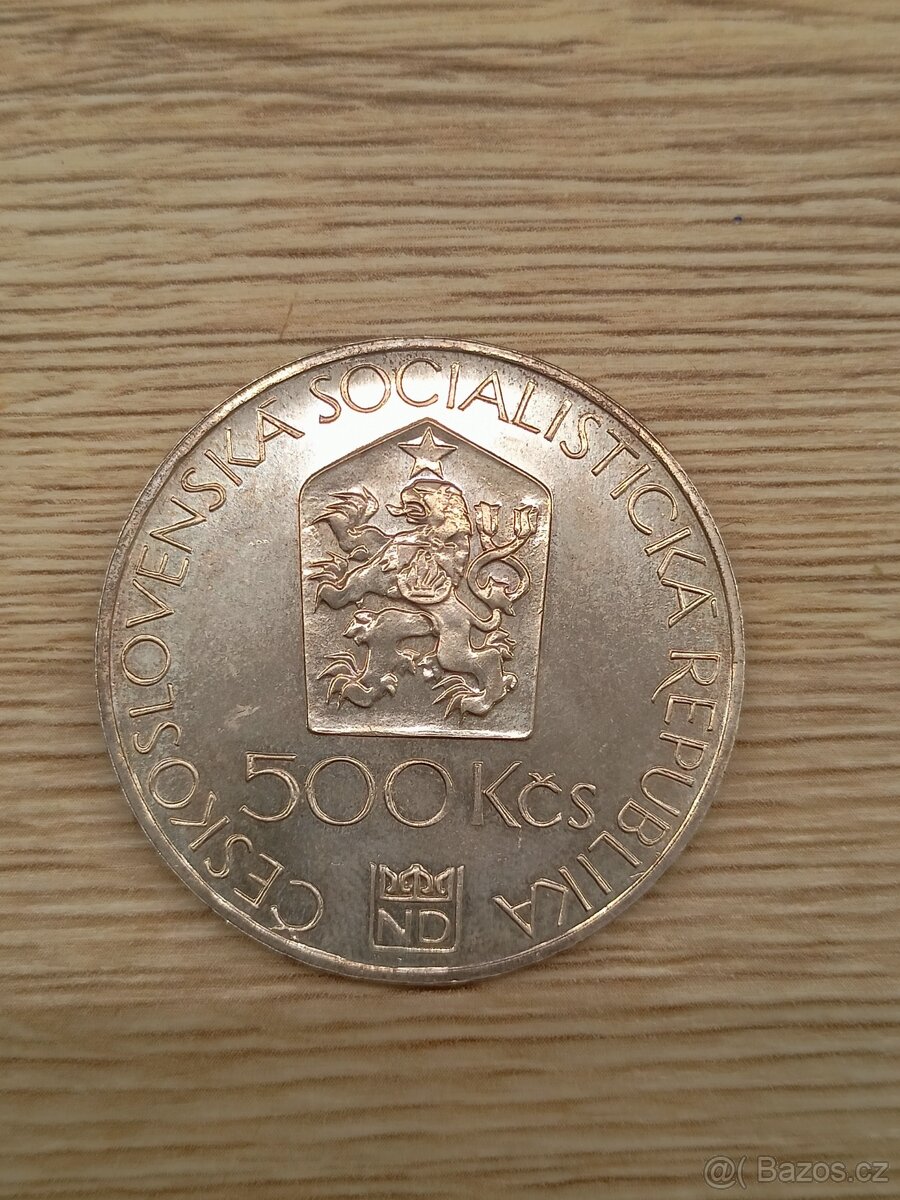 ČESKOSLOVENSKÁ SOCIALISTICKÁ REPUBLIKA
500 Kčs
ND
@( Bazos.cz